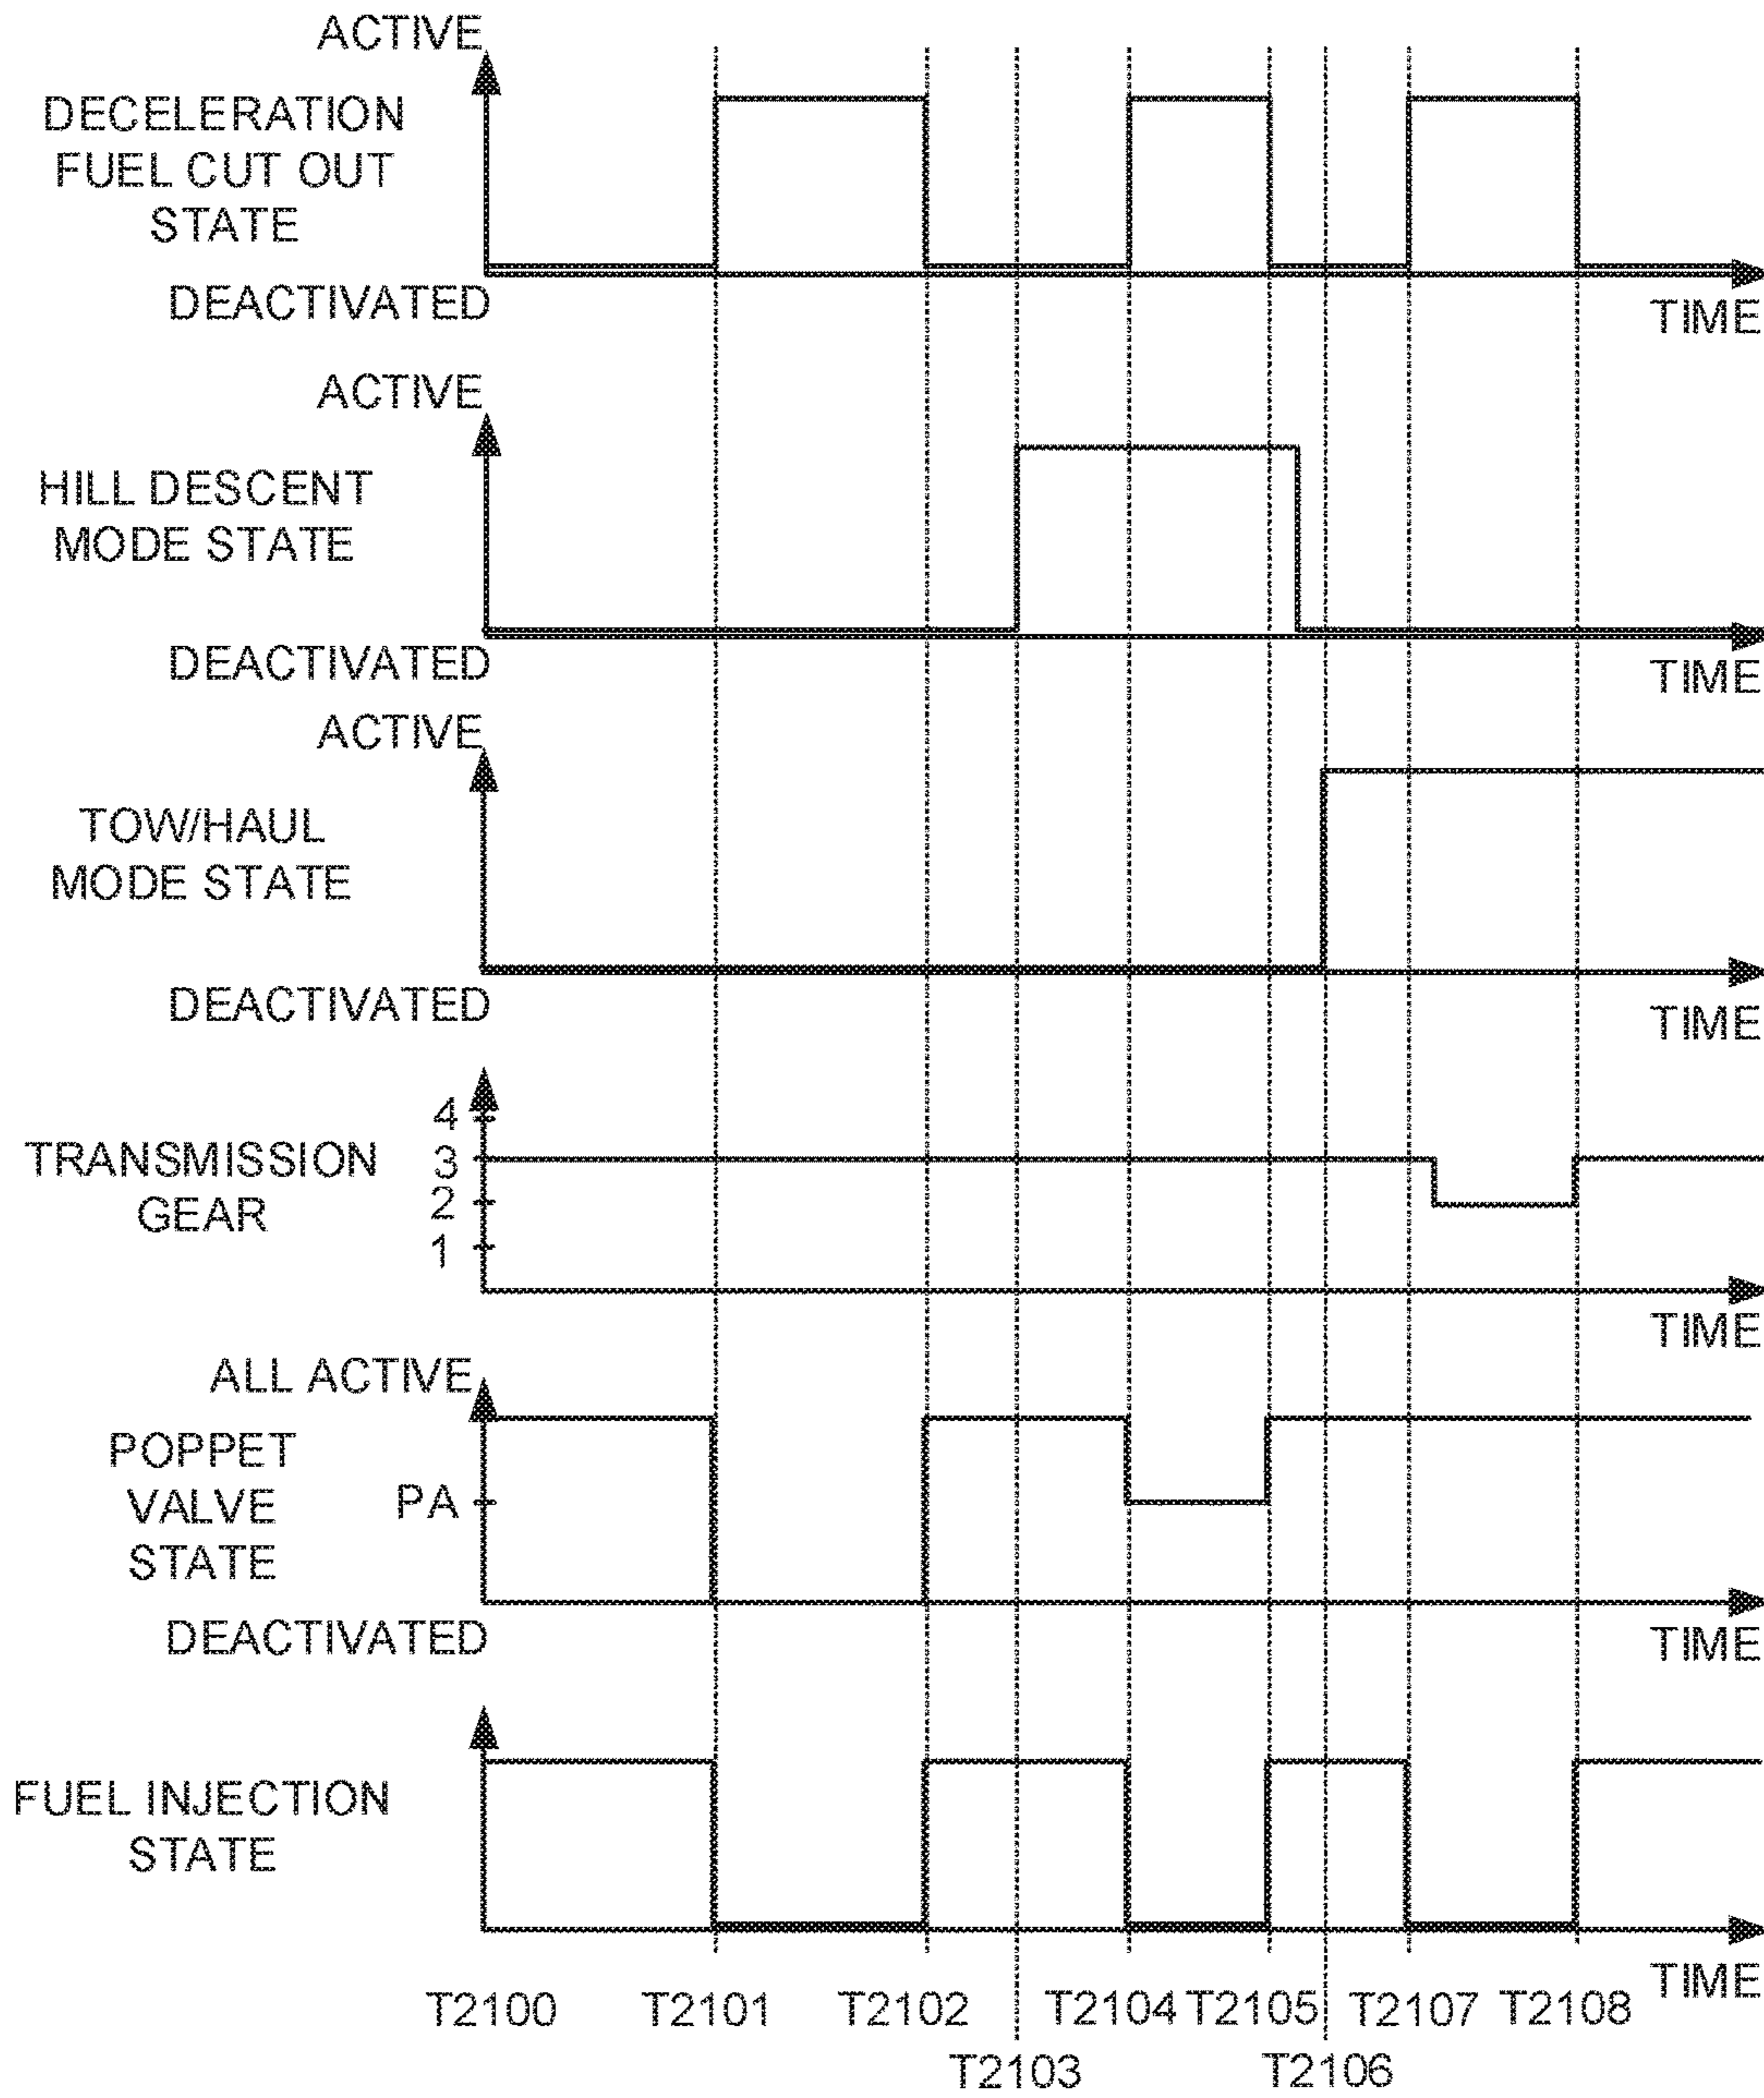 ACTIVE
DECELERATION
FUEL CUT OUT
STATE
DEACTIVATED
TIME
ACTIVE
HILL DESCENT
MODE STATE
DEACTIVATED
TIME
ACTIVE
TOW/HAUL
MODE STATE
DEACTIVATED
TIME
4
TRANSMISSION 3
GEAR 2
1
TIME
ALL ACTIVE
POPPET
VALVE PA
STATE
DEACTIVATED
TIME
FUEL INJECTION
STATE
TIME
T2100 T2101 T2102 T2104 T2105 T2107 T2108
T2103 T2106